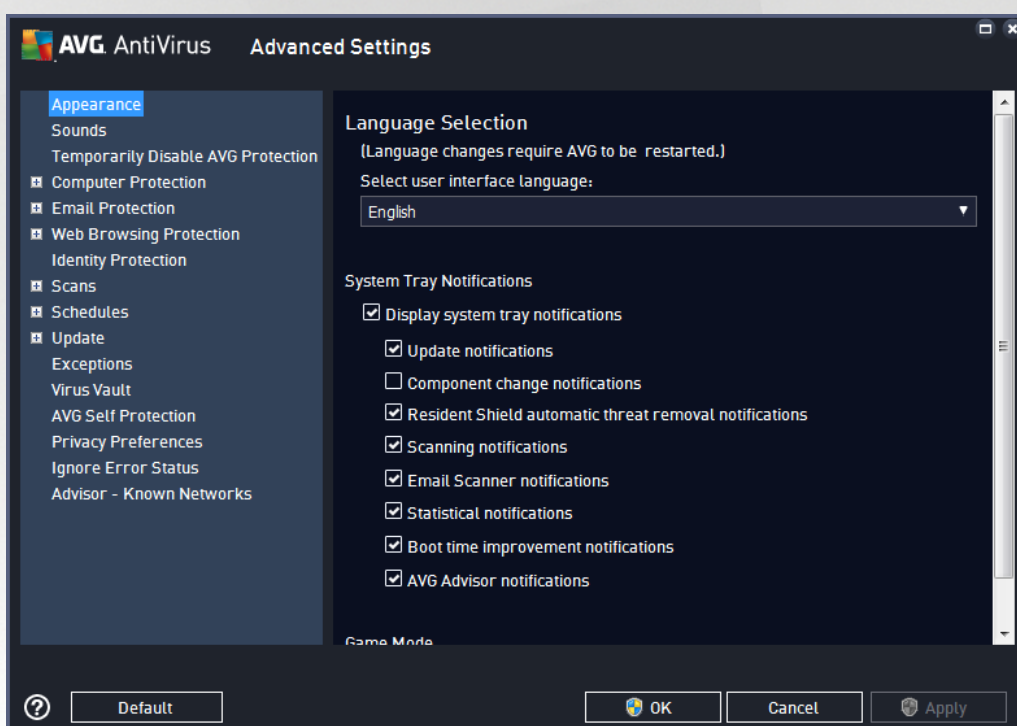 AVG. AntiVirus Advanced Settings
Appearance
Sounds
Temporarily Disable AVG Protection
Computer Protection
Email Protection
Web Browsing Protection
Identity Protection
Scans
Schedules
Update
Exceptions
Virus Vault
AVG Self Protection
Privacy Preferences
Ignore Error Status
Advisor - Known Networks
Language Selection
(Language changes require AVG to be restarted.)
Select user interface language:
English
System Tray Notifications
Display system tray notifications
Update notifications
Component change notifications
Resident Shield automatic threat removal notifications
Scanning notifications
Email Scanner notifications
Statistical notifications
Boot time improvement notifications
AVG Advisor notifications
Game Mode
? Default OK Cancel Apply